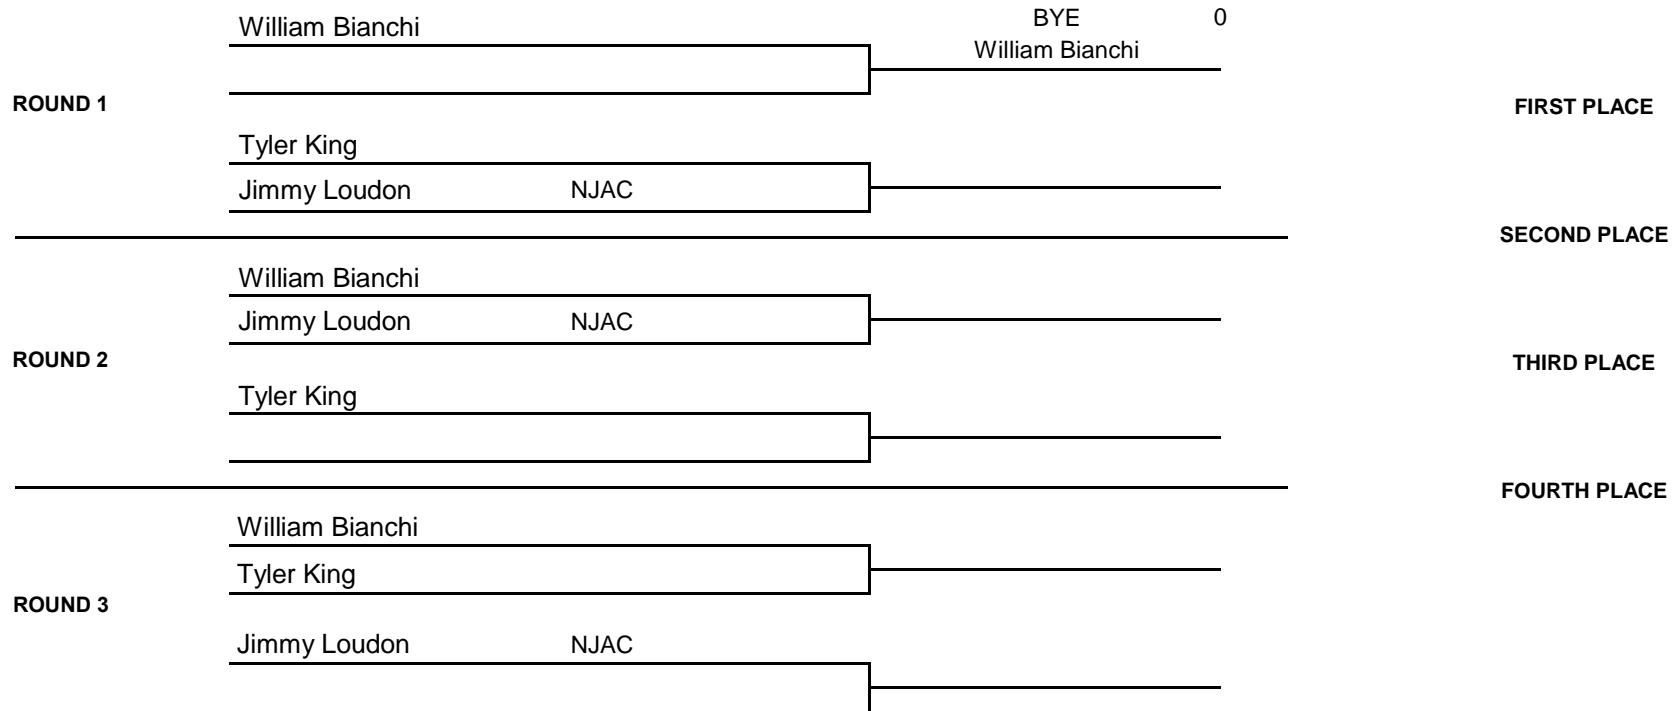 William Bianchi
BYE 0
William Bianchi
ROUND 1
FIRST PLACE
Tyler King
Jimmy Loudon NJAC
SECOND PLACE
William Bianchi
Jimmy Loudon NJAC
ROUND 2
THIRD PLACE
Tyler King
FOURTH PLACE
William Bianchi
Tyler King
ROUND 3
Jimmy Loudon NJAC